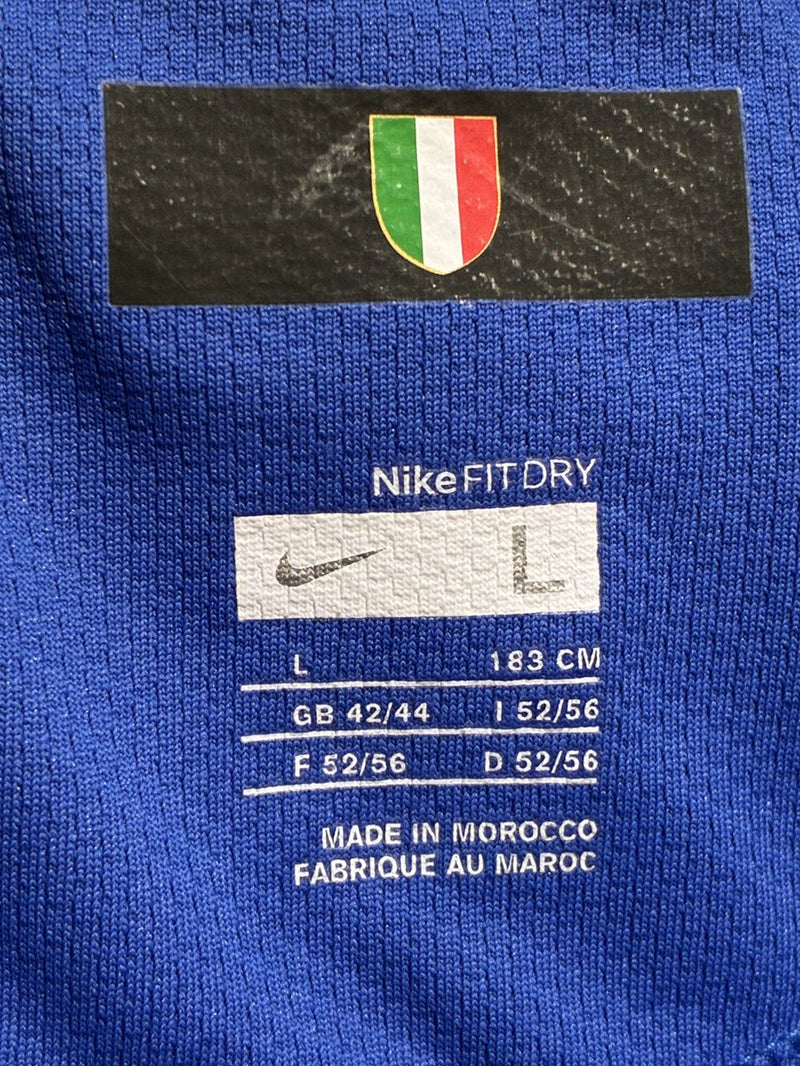 NikeFITDRY
L
L 183 CM
GB 42/44 I 52/56
F 52/56 D 52/56
MADE IN MOROCCO
FABRIQUE AU MAROC